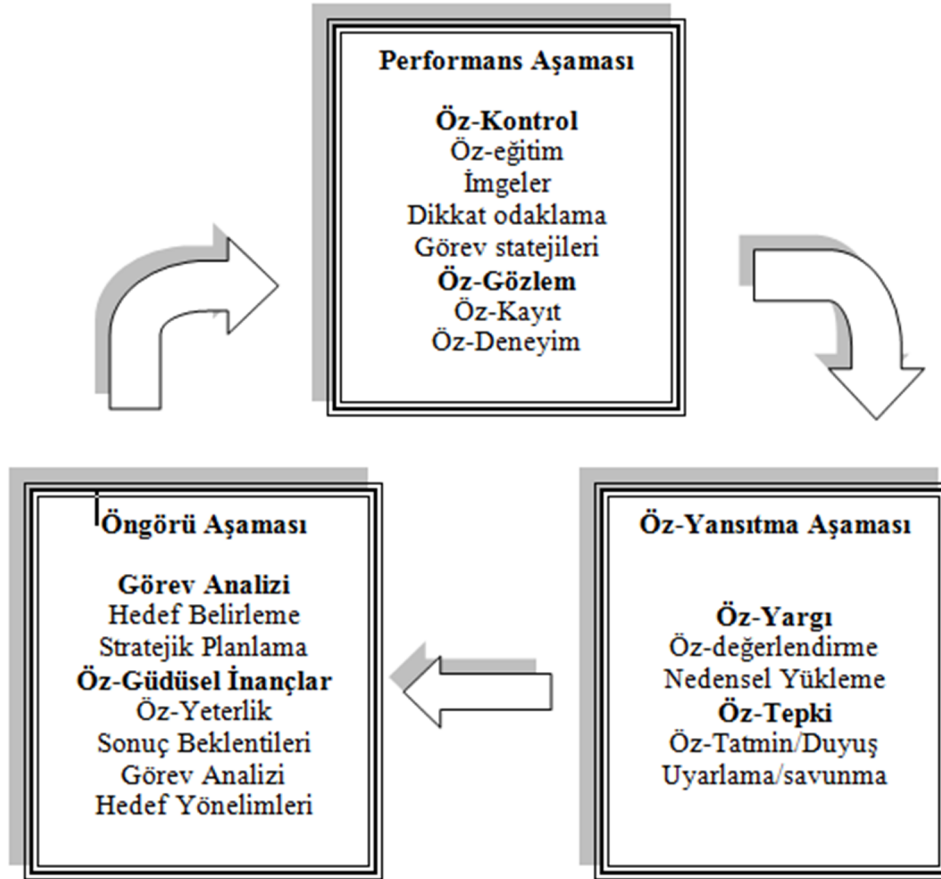 Performans Aşaması
Öz-Kontrol
Öz-eğitim
İmgeler
Dikkat odaklama
Görev statejileri
Öz-Gözlem
Öz-Kayıt
Öz-Deneyim
Öngörü Aşaması
Görev Analizi
Hedef Belirleme
Stratejik Planlama
Öz-Güdüsel İnançlar
Öz-Yeterlik
Sonuç Beklentileri
Görev Analizi
Hedef Yönelimleri
Öz-Yansıtma Aşaması
Öz-Yargı
Öz-değerlendirme
Nedensel Yükleme
Öz-Tepki
Öz-Tatmin/Duyuş
Uyarlama/savunma